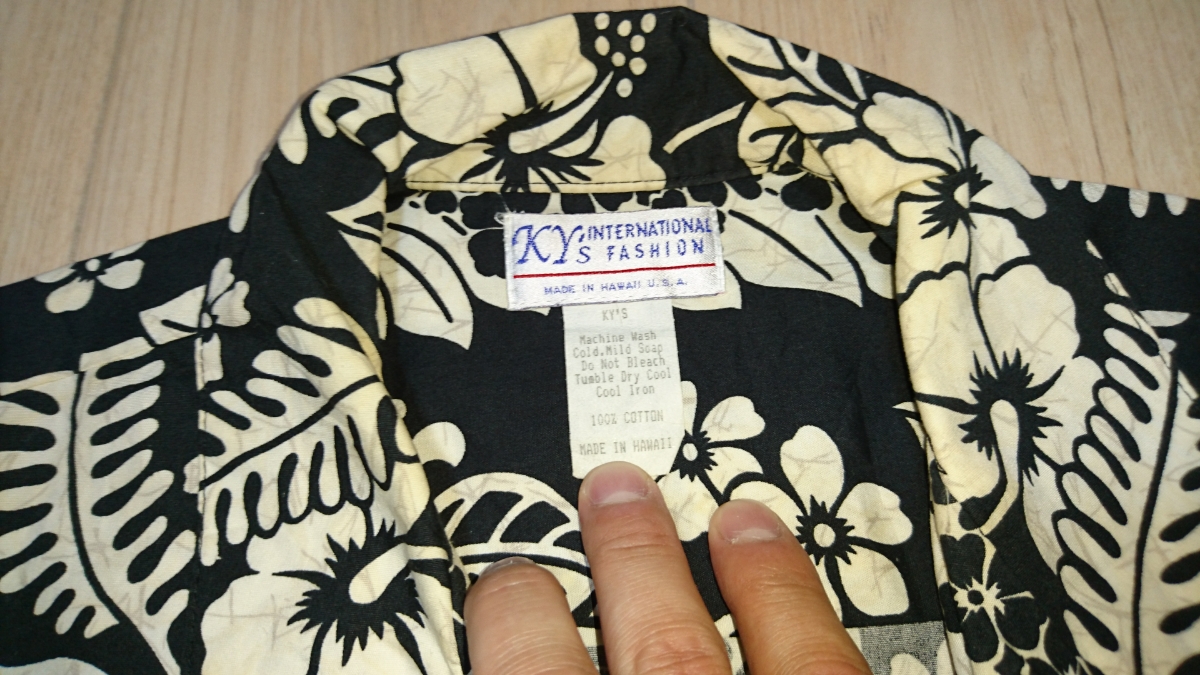 KY'S INTERNATIONAL
FASHION
MADE IN HAWAII U.S.A.
KY'S
Machine Wash
Cold.Mild Soap
Do Not Bleach
Tumble Dry Cool
Cool Iron
100% COTTON
MADE IN HAWAII